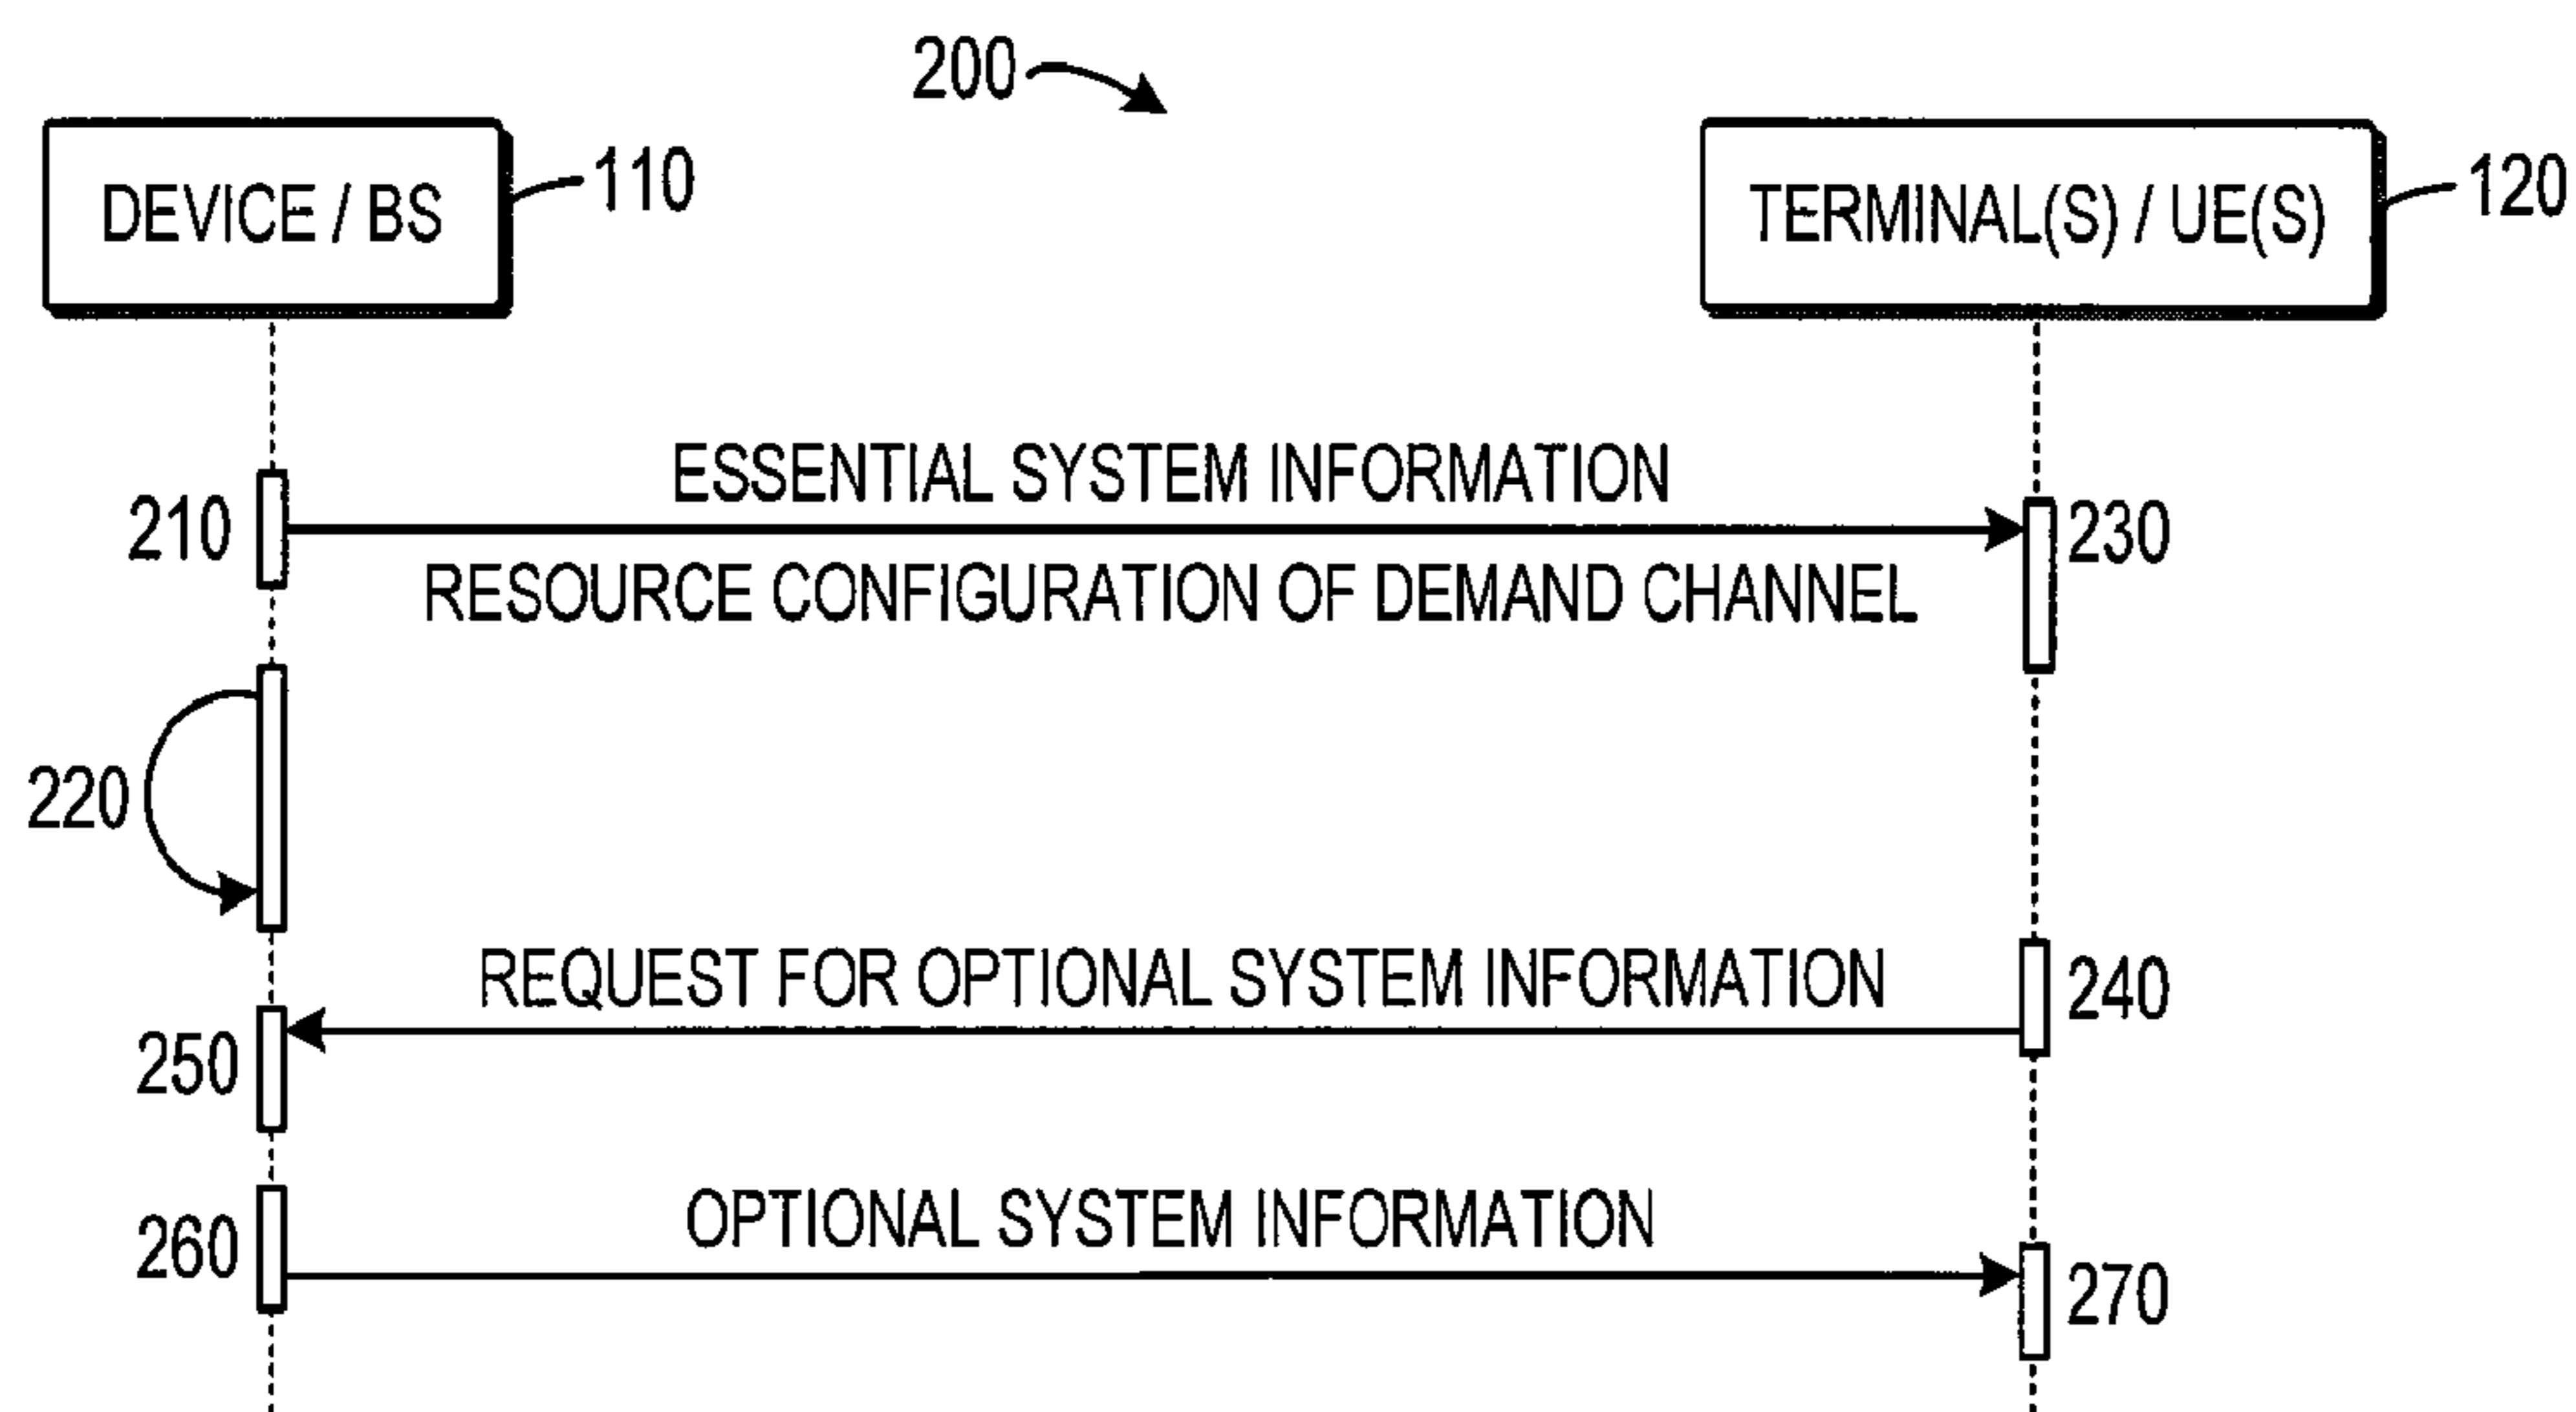 200
DEVICE / BS
110
TERMINAL(S) / UE(S)
120
ESSENTIAL SYSTEM INFORMATION
210
230
RESOURCE CONFIGURATION OF DEMAND CHANNEL
220
REQUEST FOR OPTIONAL SYSTEM INFORMATION
240
250
OPTIONAL SYSTEM INFORMATION
260
270